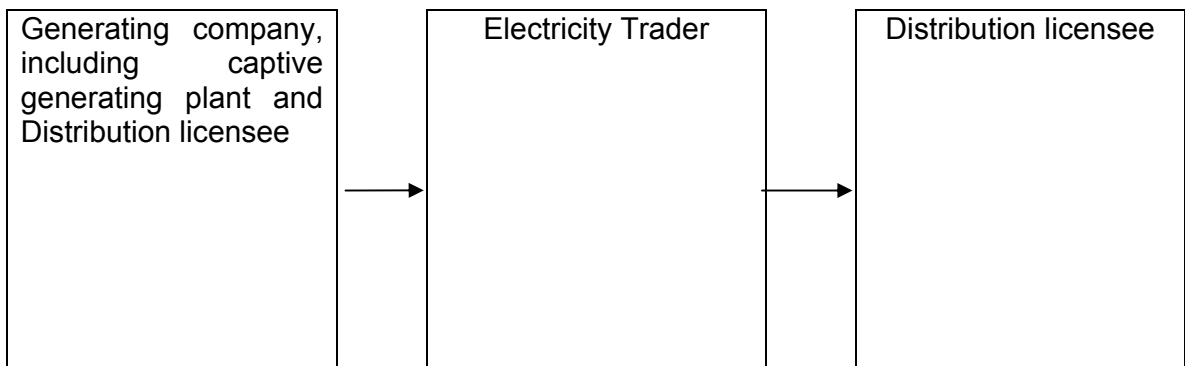 Generating company,
including captive
generating plant and
Distribution licensee
Electricity Trader
Distribution licensee